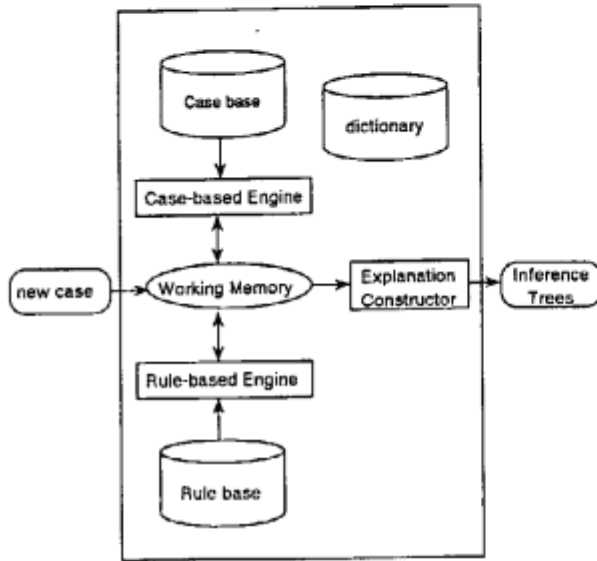 Case base
dictionary
Case-based Engine
new case
Working Memory
Explanation
Constructor
Inference
Trees
Rule-based Engine
Rule base